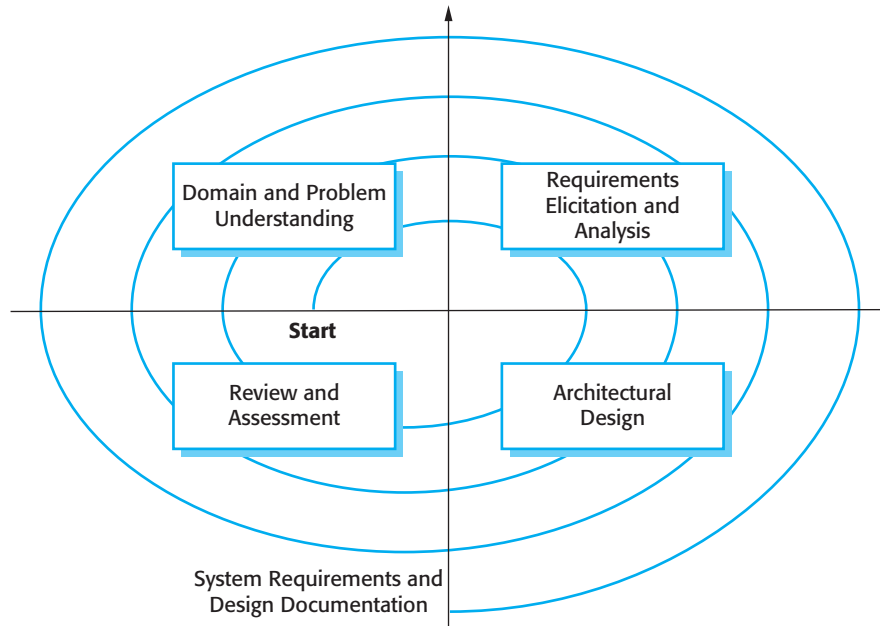 Domain and Problem
Understanding
Requirements
Elicitation and
Analysis
Start
Review and
Assessment
Architectural
Design
System Requirements and
Design Documentation